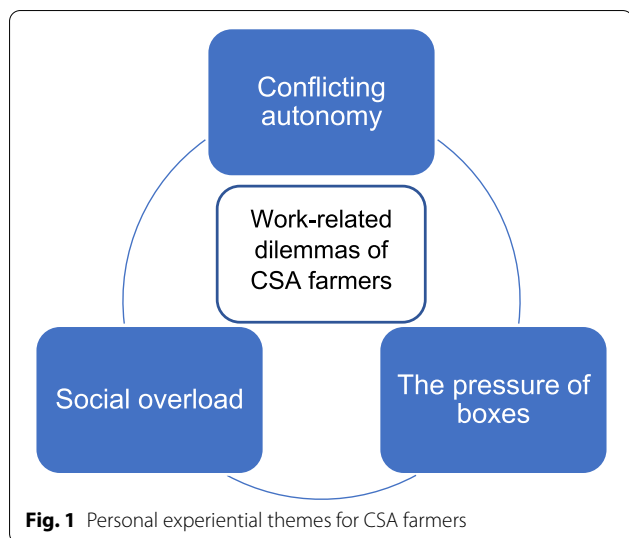 Conflicting
autonomy
Work-related
dilemmas of
CSA farmers
Social overload
The pressure of
boxes
Fig. 1 Personal experiential themes for CSA farmers